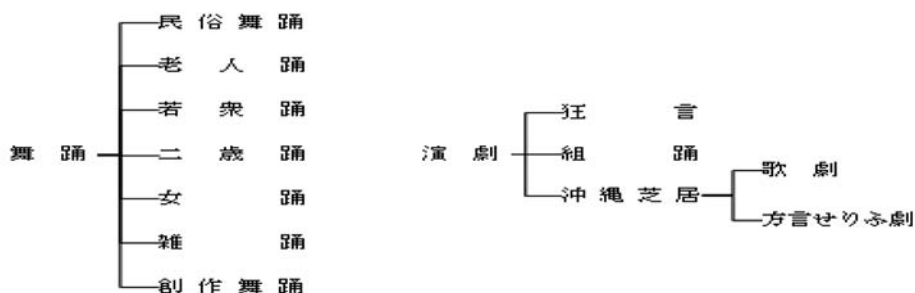 舞踊
民俗舞踊
老人踊
若衆踊
二歳踊
女踊
雑踊
創作舞踊
演劇
狂言
組踊
沖縄芝居
歌劇
方言せりふ劇